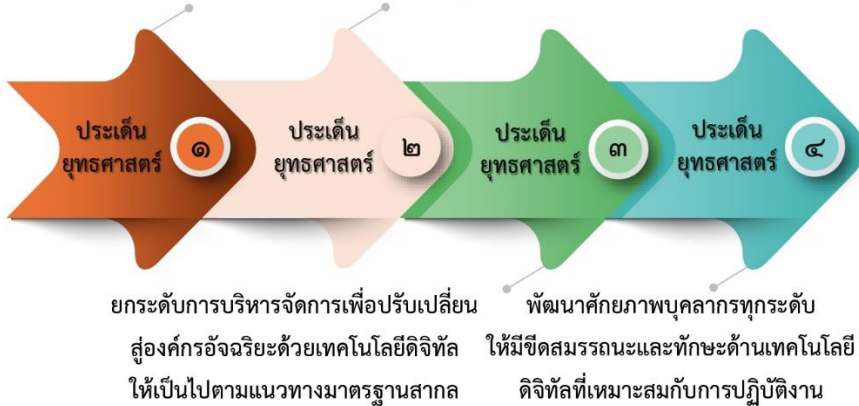 ประเด็น
ยุทธศาสตร์
๑
ประเด็น
ยุทธศาสตร์
๒
ประเด็น
ยุทธศาสตร์
๓
ประเด็น
ยุทธศาสตร์
๔
ยกระดับการบริหารจัดการเพื่อปรับเปลี่ยน
สู่องค์กรอัจฉริยะด้วยเทคโนโลยีดิจิทัล
ให้เป็นไปตามแนวทางมาตรฐานสากล
พัฒนาศักยภาพบุคลากรทุกระดับ
ให้มีขีดสมรรถนะและทักษะด้านเทคโนโลยี
ดิจิทัลที่เหมาะสมกับการปฏิบัติงาน